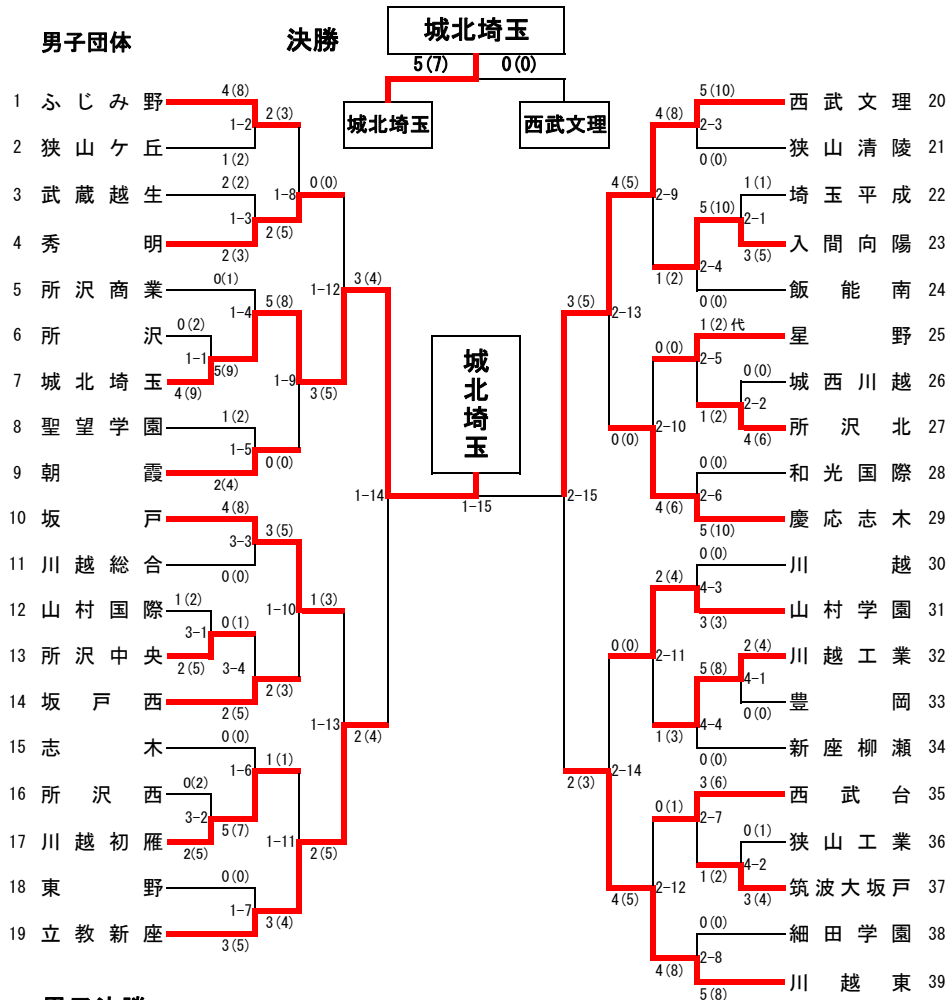 城北埼玉
男子団体
決勝
5(7) 0(0)
城北埼玉 西武文理
城北埼玉
1-15
1 ふじみ野 4(8)
1-2 2(3)
2 狭山ケ丘 1(2)
1-8 0(0)
3 武蔵越生 2(2)
1-3 2(5)
4 秀明 2(3)
1-12 3(4)
5 所沢商業 0(1)
1-4 5(8)
6 所沢 0(2)
1-1 5(9)
7 城北埼玉 4(9)
1-9 3(5)
8 聖望学園 1(2)
1-5 0(0)
9 朝霞 2(4)
1-14
10 坂戸 4(8)
3-3 3(5)
11 川越総合 0(0)
1-10 1(3)
12 山村国際 1(2)
3-1 0(1)
13 所沢中央 2(5)
3-4 2(3)
14 坂戸西 2(5)
1-13 2(4)
15 志木 0(0)
1-6 1(1)
16 所沢西 0(2)
3-2 5(7)
17 川越初雁 2(5)
1-11 2(5)
18 東野 0(0)
1-7 3(4)
19 立教新座 3(5)
5(10) 西武文理 20
4(8) 2-3
0(0) 狭山清陵 21
4(5) 2-9
1(1) 埼玉平成 22
5(10) 2-1
3(5) 入間向陽 23
1(2) 2-4
0(0) 飯能南 24
3(5) 2-13
1(2)代 星野 25
0(0) 2-5
0(0) 城西川越 26
1(2) 2-2
4(6) 所沢北 27
0(0) 2-10
0(0) 和光国際 28
4(6) 2-6
5(10) 慶応志木 29
2-15
0(0) 川越 30
2(4) 4-3
3(3) 山村学園 31
0(0) 2-11
2(4) 川越工業 32
5(8) 4-1
0(0) 豊岡 33
1(3) 4-4
0(0) 新座柳瀬 34
2(3) 2-14
3(6) 西武台 35
0(1) 2-7
0(1) 狭山工業 36
1(2) 4-2
3(4) 筑波大坂戸 37
4(5) 2-12
0(0) 細田学園 38
4(8) 2-8
5(8) 川越東 39